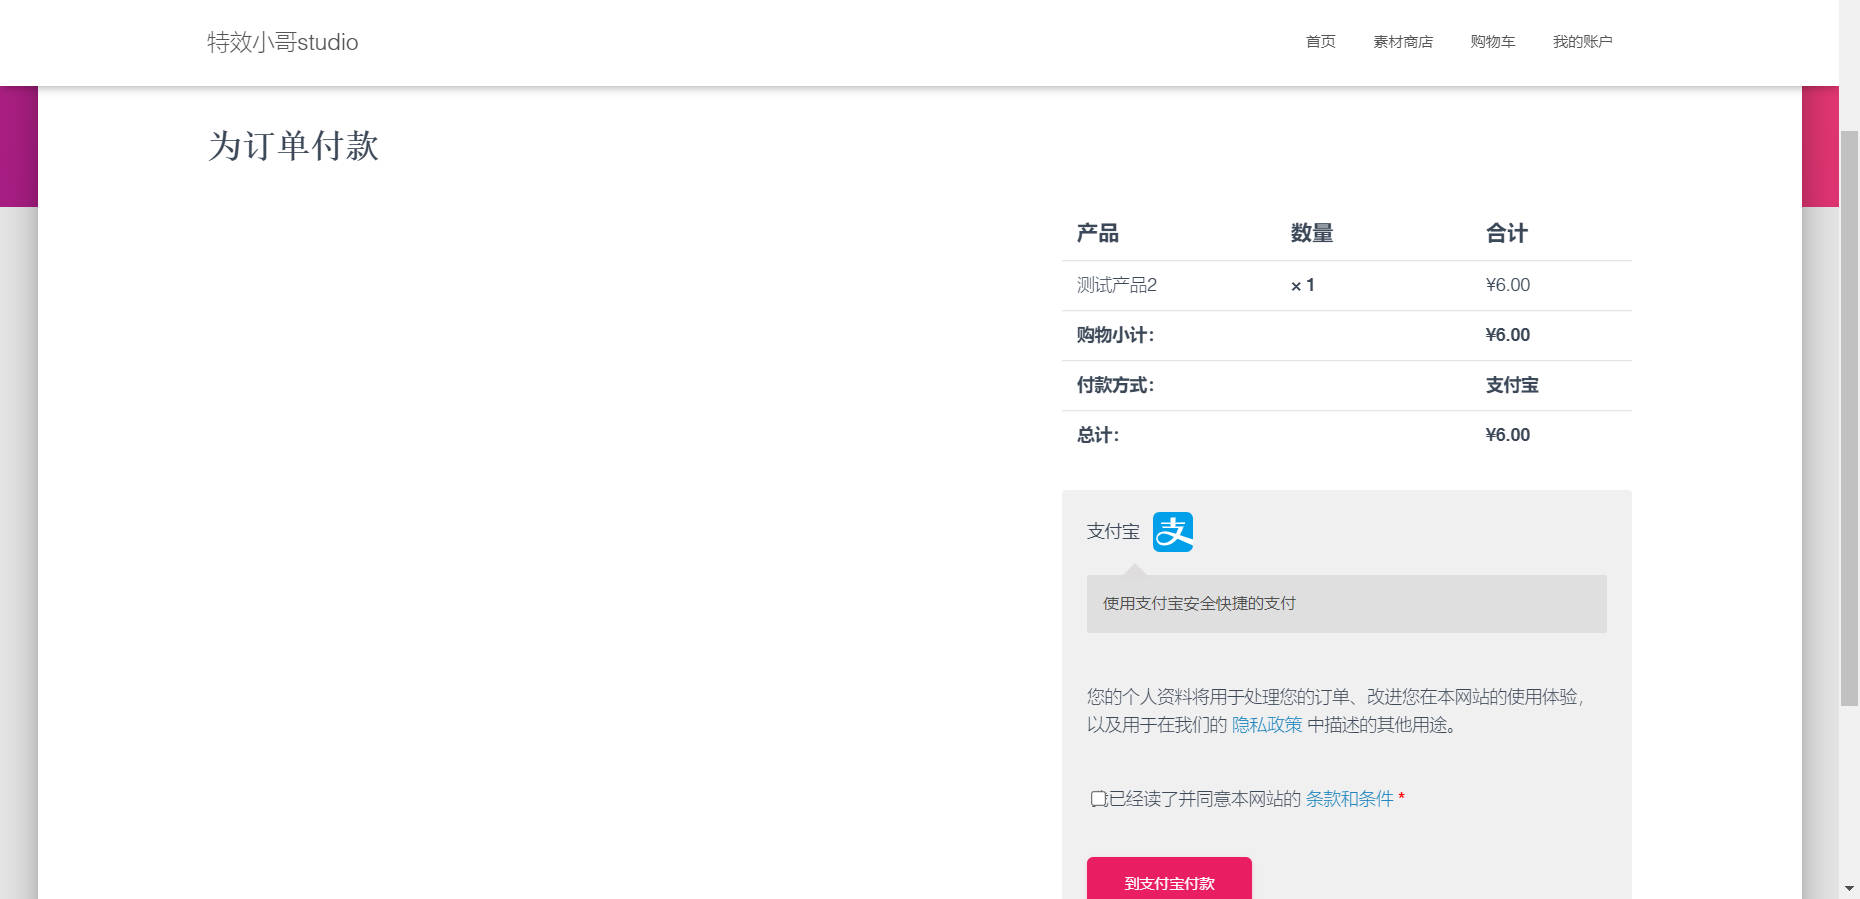 特效小哥studio
首页 素材商店 购物车 我的账户
为订单付款
产品 数量 合计
测试产品2 × 1 ¥6.00
购物小计： ¥6.00
付款方式： 支付宝
总计： ¥6.00
支付宝 支
使用支付宝安全快捷的支付
您的个人资料将用于处理您的订单、改进您在本网站的使用体验，
以及用于在我们的 隐私政策 中描述的其他用途。
已经读了并同意本网站的 条款和条件 *
到支付宝付款